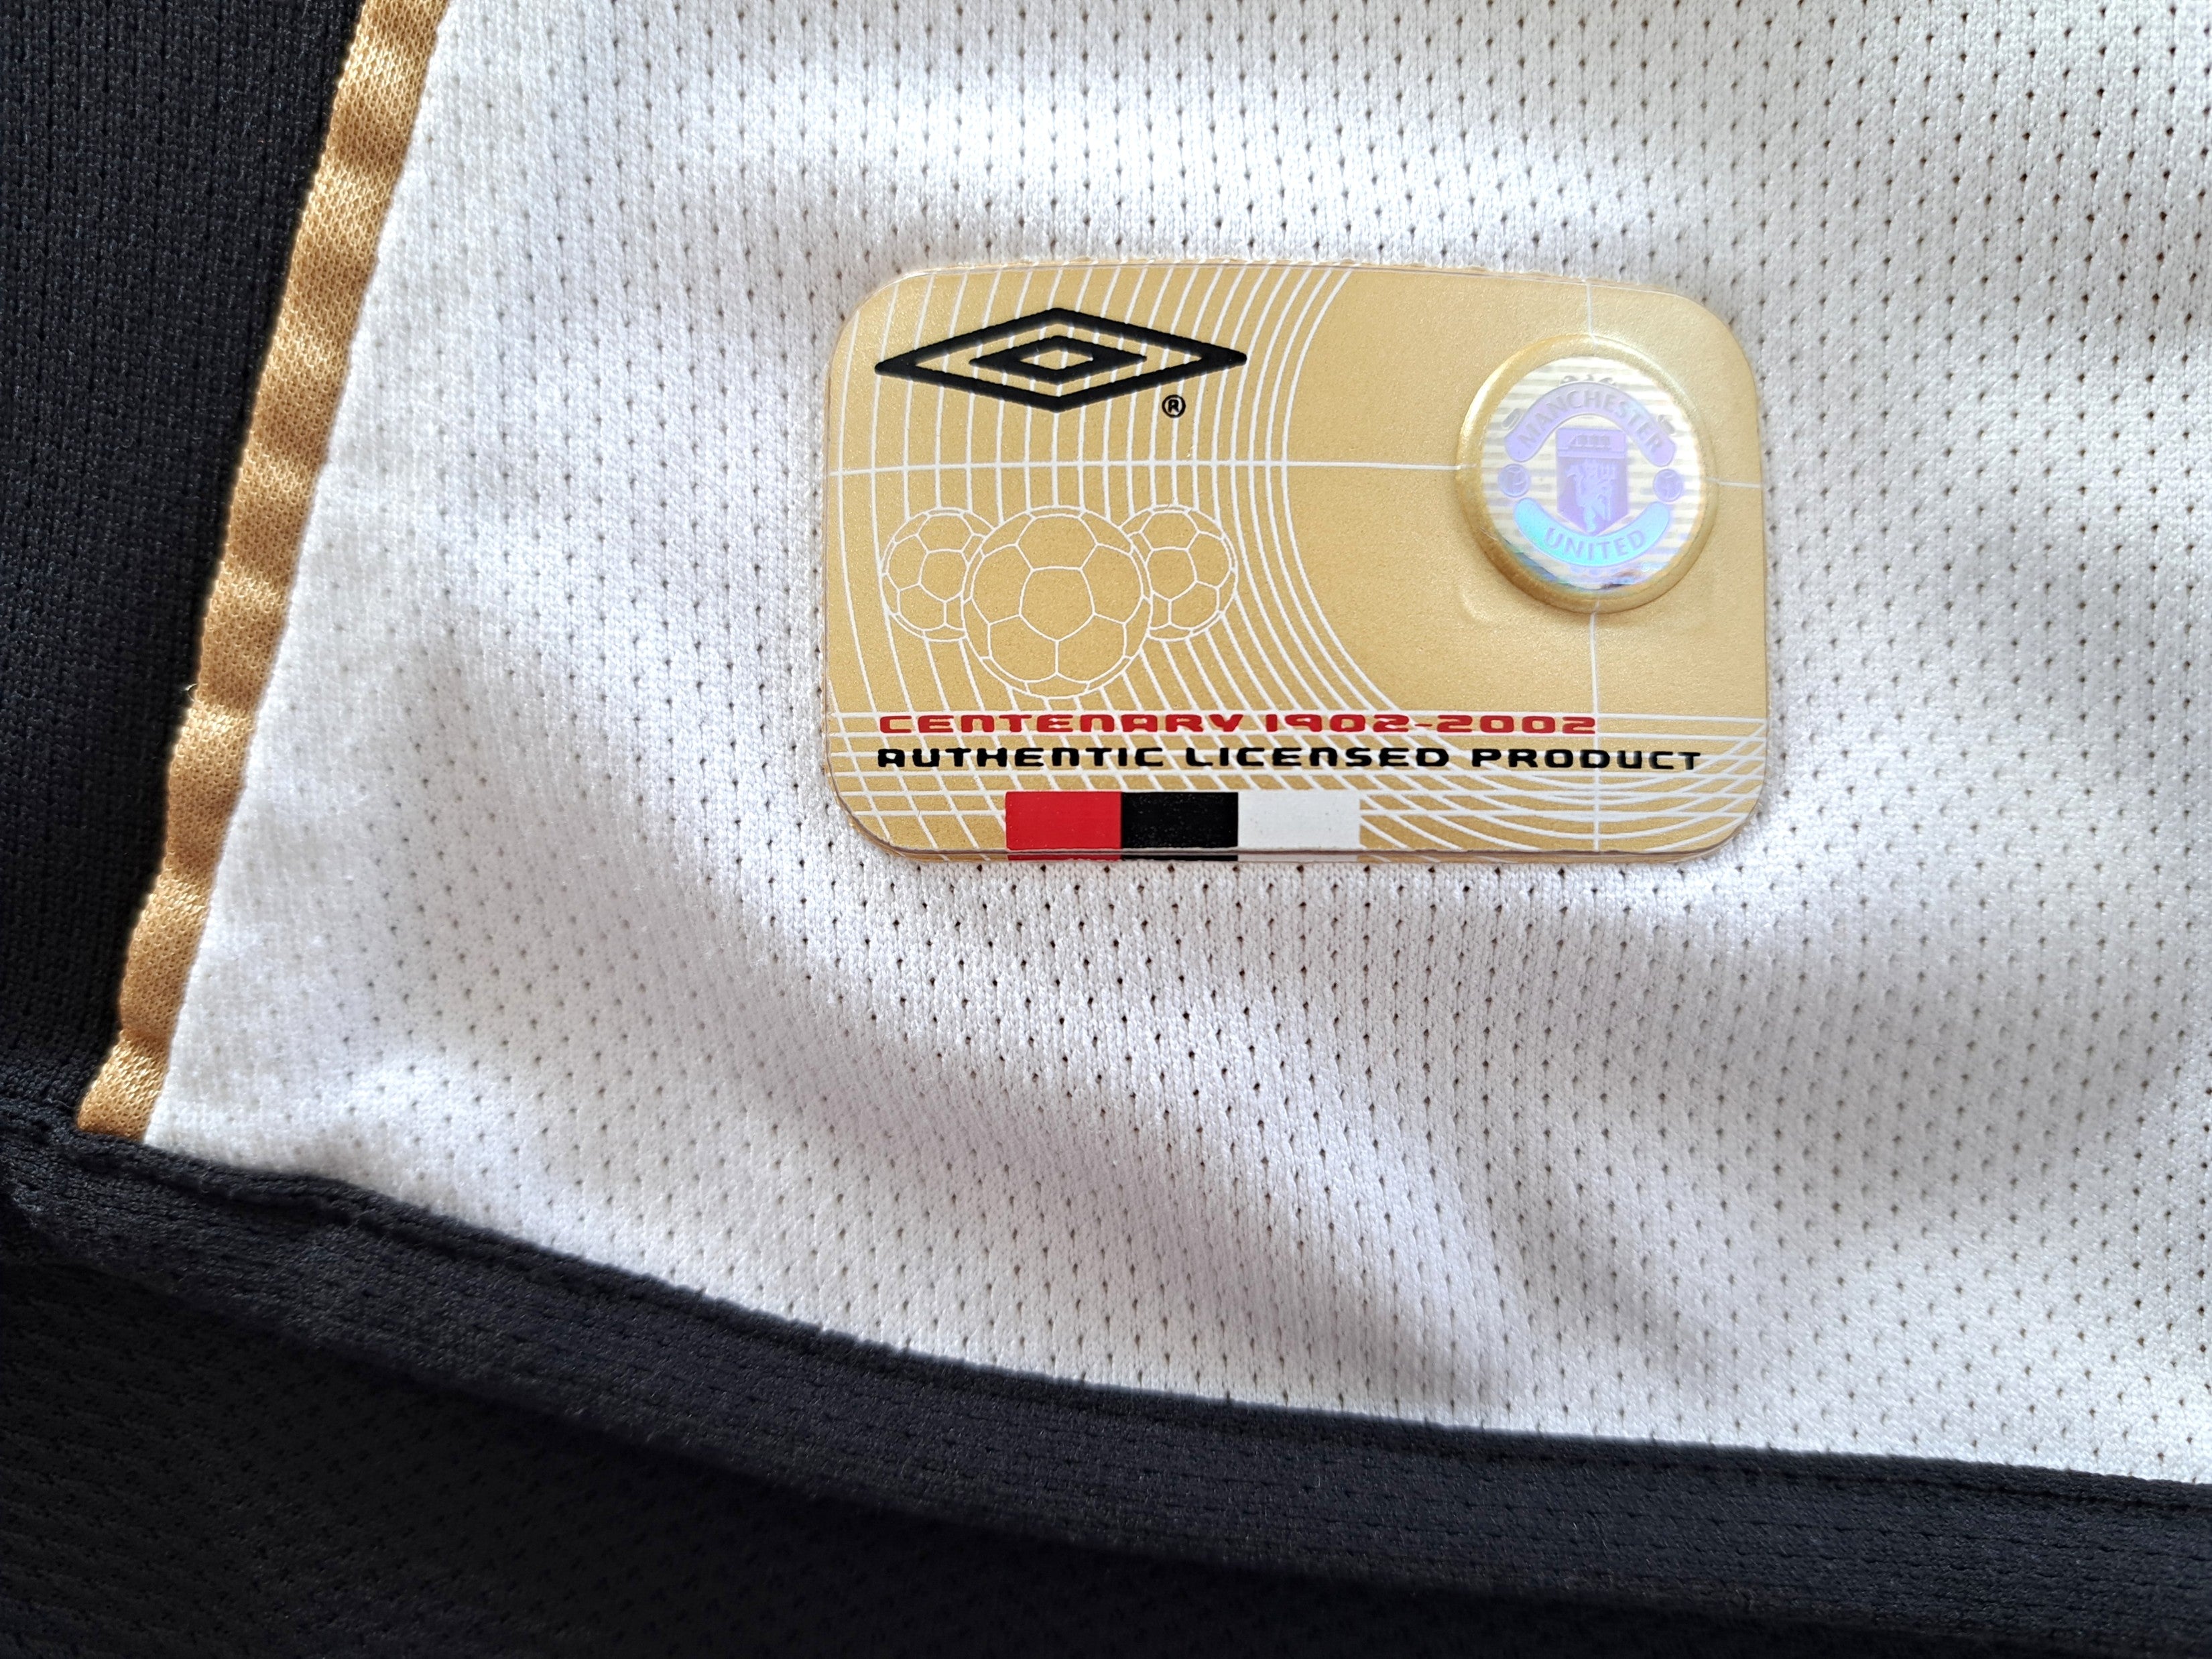 ®
MANCHESTER
UNITED
CENTENARY 1902-2002
AUTHENTIC LICENSED PRODUCT